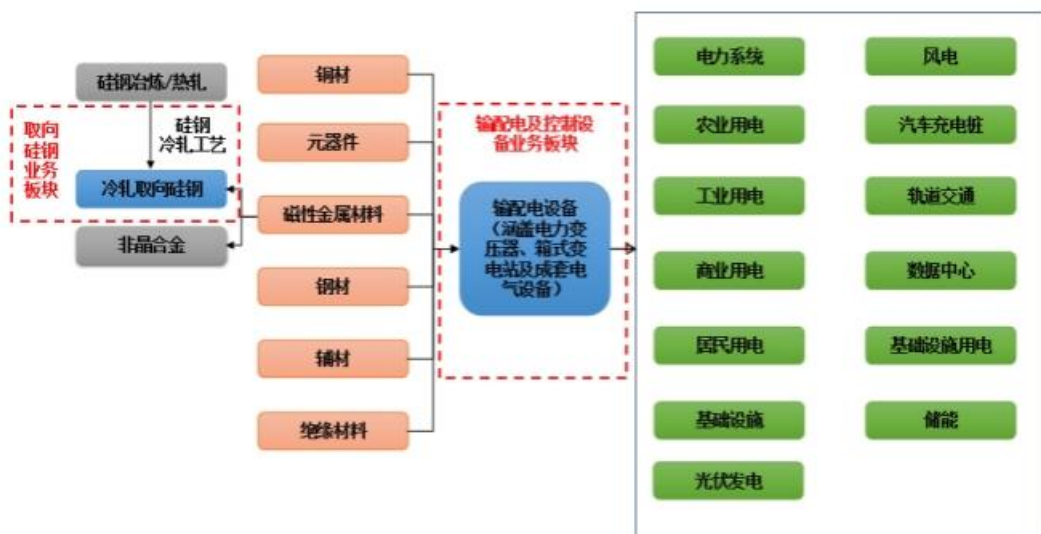 硅钢冶炼/热轧
取向
硅钢
业务
板块
硅钢
冷轧工艺
冷轧取向硅钢
非晶合金
铜材
元器件
磁性金属材料
钢材
辅材
绝缘材料
输配电及控制设
备业务板块
输配电设备
（涵盖电力变
压器、箱式变
电站及成套电
气设备）
电力系统
风电
农业用电
汽车充电桩
工业用电
轨道交通
商业用电
数据中心
居民用电
基础设施用电
基础设施
储能
光伏发电